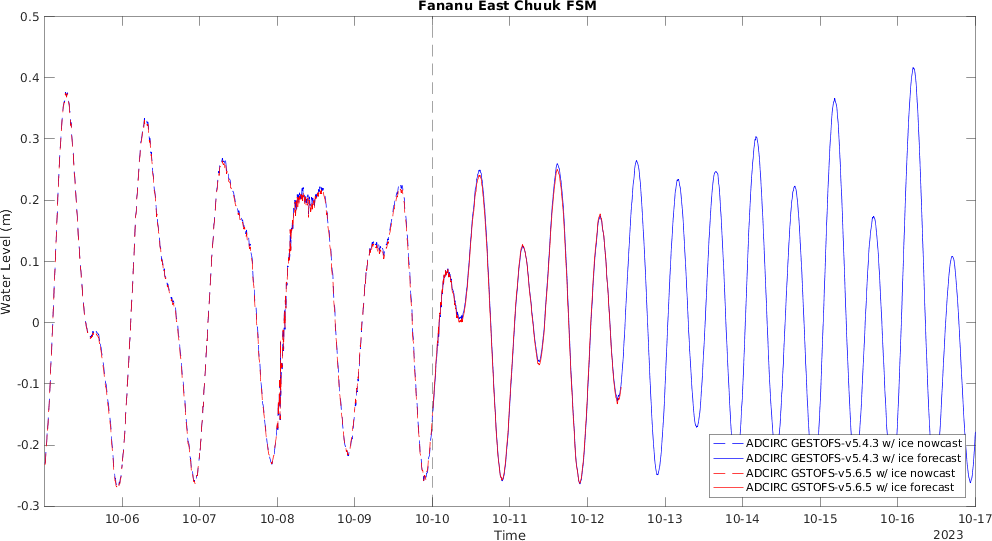 Fananu East Chuuk FSM
Water Level (m)
0.5
0.4
0.3
0.2
0.1
0
-0.1
-0.2
-0.3
ADCIRC GESTOFS-v5.4.3 w/ ice nowcast
ADCIRC GESTOFS-v5.4.3 w/ ice forecast
ADCIRC GSTOFS-v5.6.5 w/ ice nowcast
ADCIRC GSTOFS-v5.6.5 w/ ice forecast
10-06 10-07 10-08 10-09 10-10 10-11 10-12 10-13 10-14 10-15 10-16 10-17
Time
2023